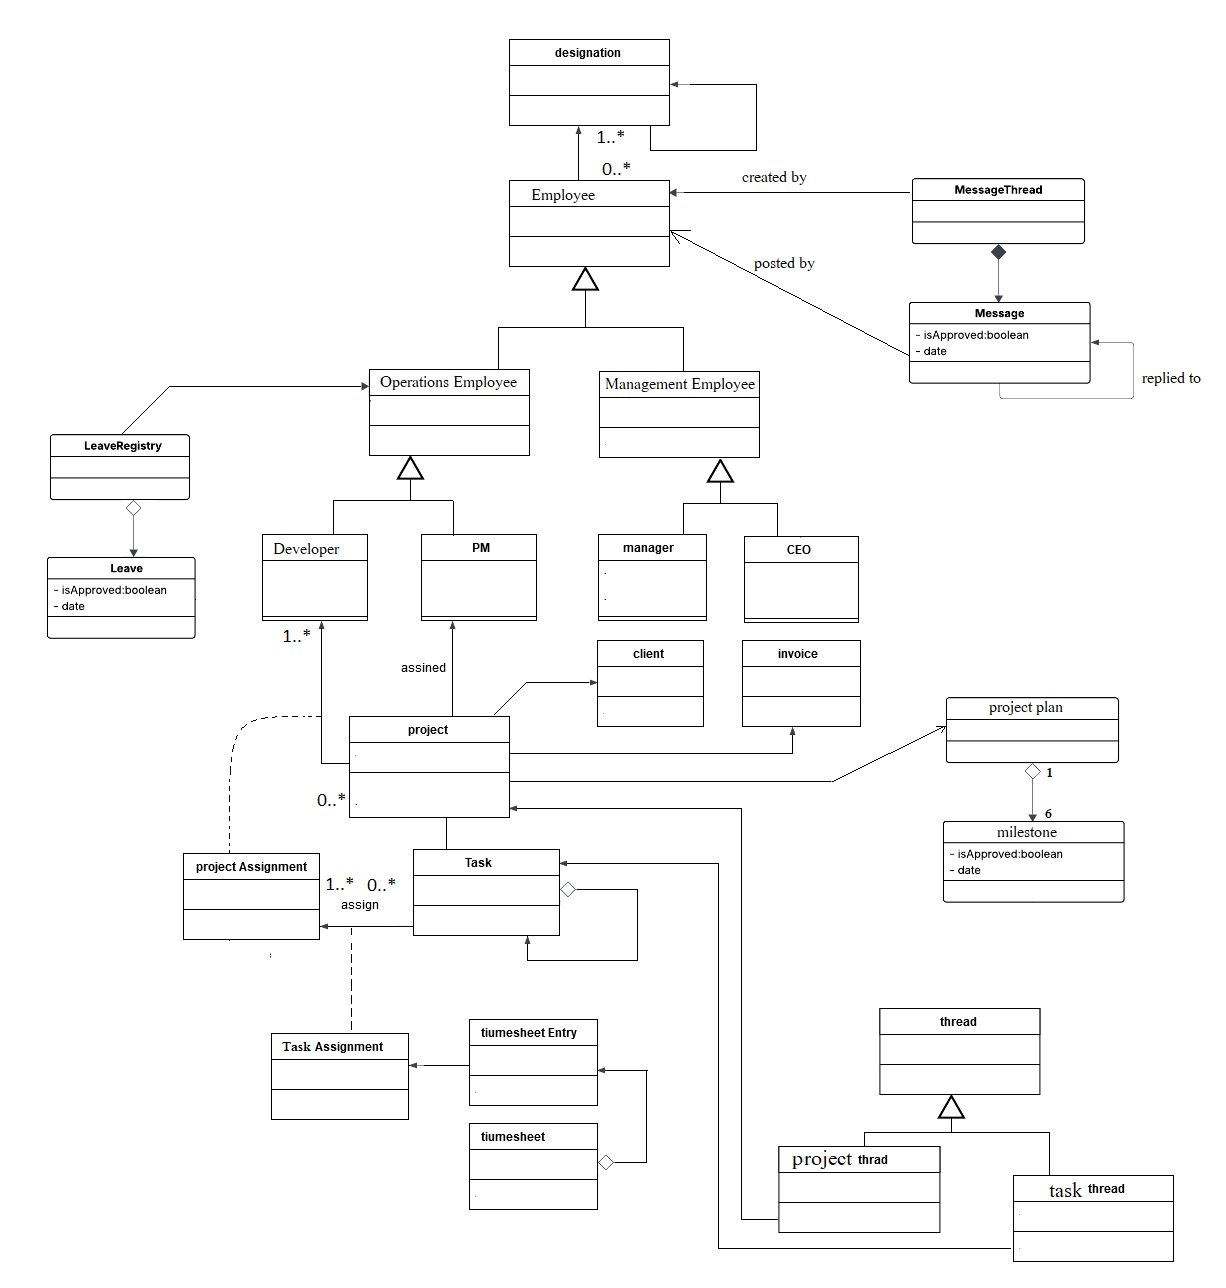 designation
1..*
0..*
Employee
created by
MessageThread
posted by
Message
- isApproved:boolean
- date
replied to
Operations Employee
Management Employee
LeaveRegistry
Leave
- isApproved:boolean
- date
Developer
PM
manager
CEO
1..*
assined
client
invoice
project
project plan
0..*
1
6
milestone
- isApproved:boolean
- date
project Assignment
Task
1..* 0..*
assign
Task Assignment
tiumesheet Entry
tiumesheet
thread
project thrad
task thread